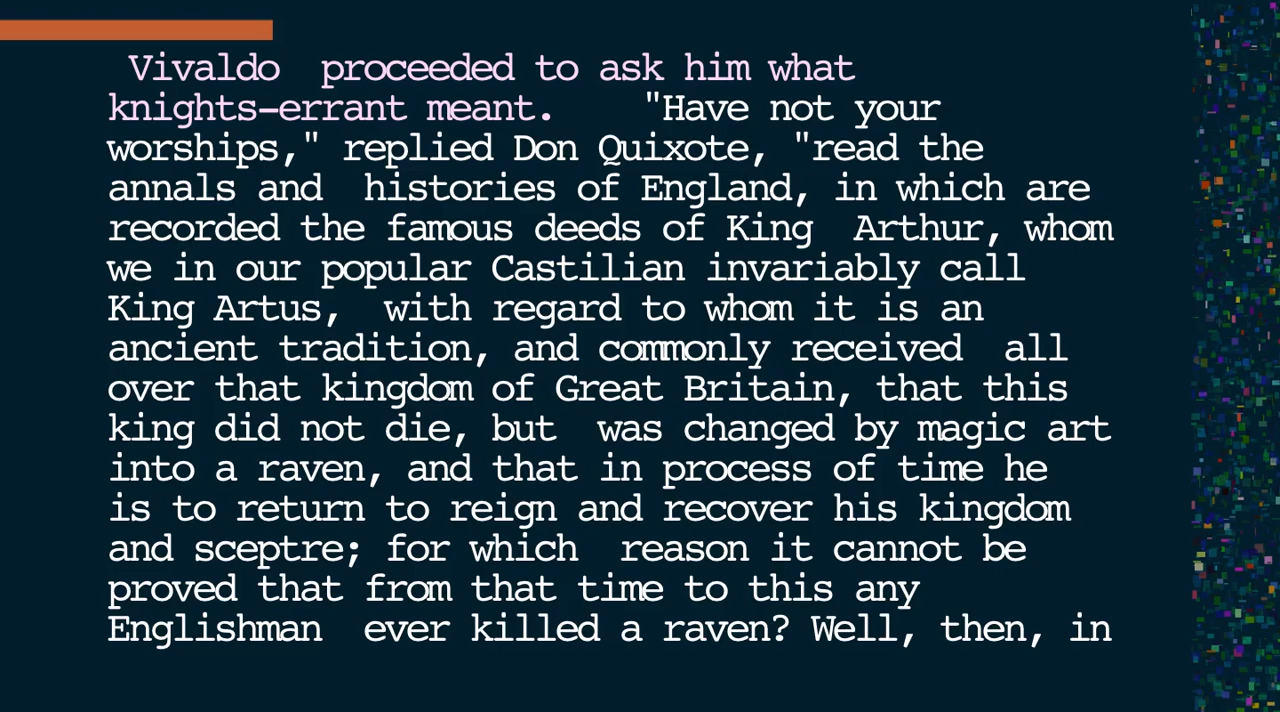 Vivaldo proceeded to ask him what
knights-errant meant. "Have not your
worships," replied Don Quixote, "read the
annals and histories of England, in which are
recorded the famous deeds of King Arthur, whom
we in our popular Castilian invariably call
King Artus, with regard to whom it is an
ancient tradition, and commonly received all
over that kingdom of Great Britain, that this
king did not die, but was changed by magic art
into a raven, and that in process of time he
is to return to reign and recover his kingdom
and sceptre; for which reason it cannot be
proved that from that time to this any
Englishman ever killed a raven? Well, then, in